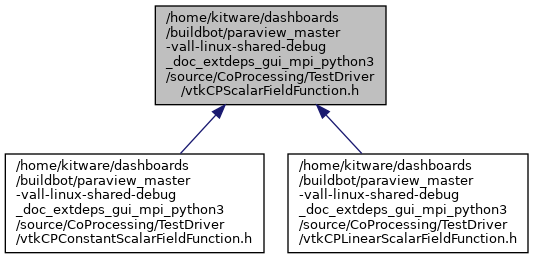 /home/kitware/dashboards
/buildbot/paraview_master
-vall-linux-shared-debug
_doc_extdeps_gui_mpi_python3
/source/CoProcessing/TestDriver
/vtkCPScalarFieldFunction.h
/home/kitware/dashboards
/buildbot/paraview_master
-vall-linux-shared-debug
_doc_extdeps_gui_mpi_python3
/source/CoProcessing/TestDriver
/vtkCPConstantScalarFieldFunction.h
/home/kitware/dashboards
/buildbot/paraview_master
-vall-linux-shared-debug
_doc_extdeps_gui_mpi_python3
/source/CoProcessing/TestDriver
/vtkCPLinearScalarFieldFunction.h